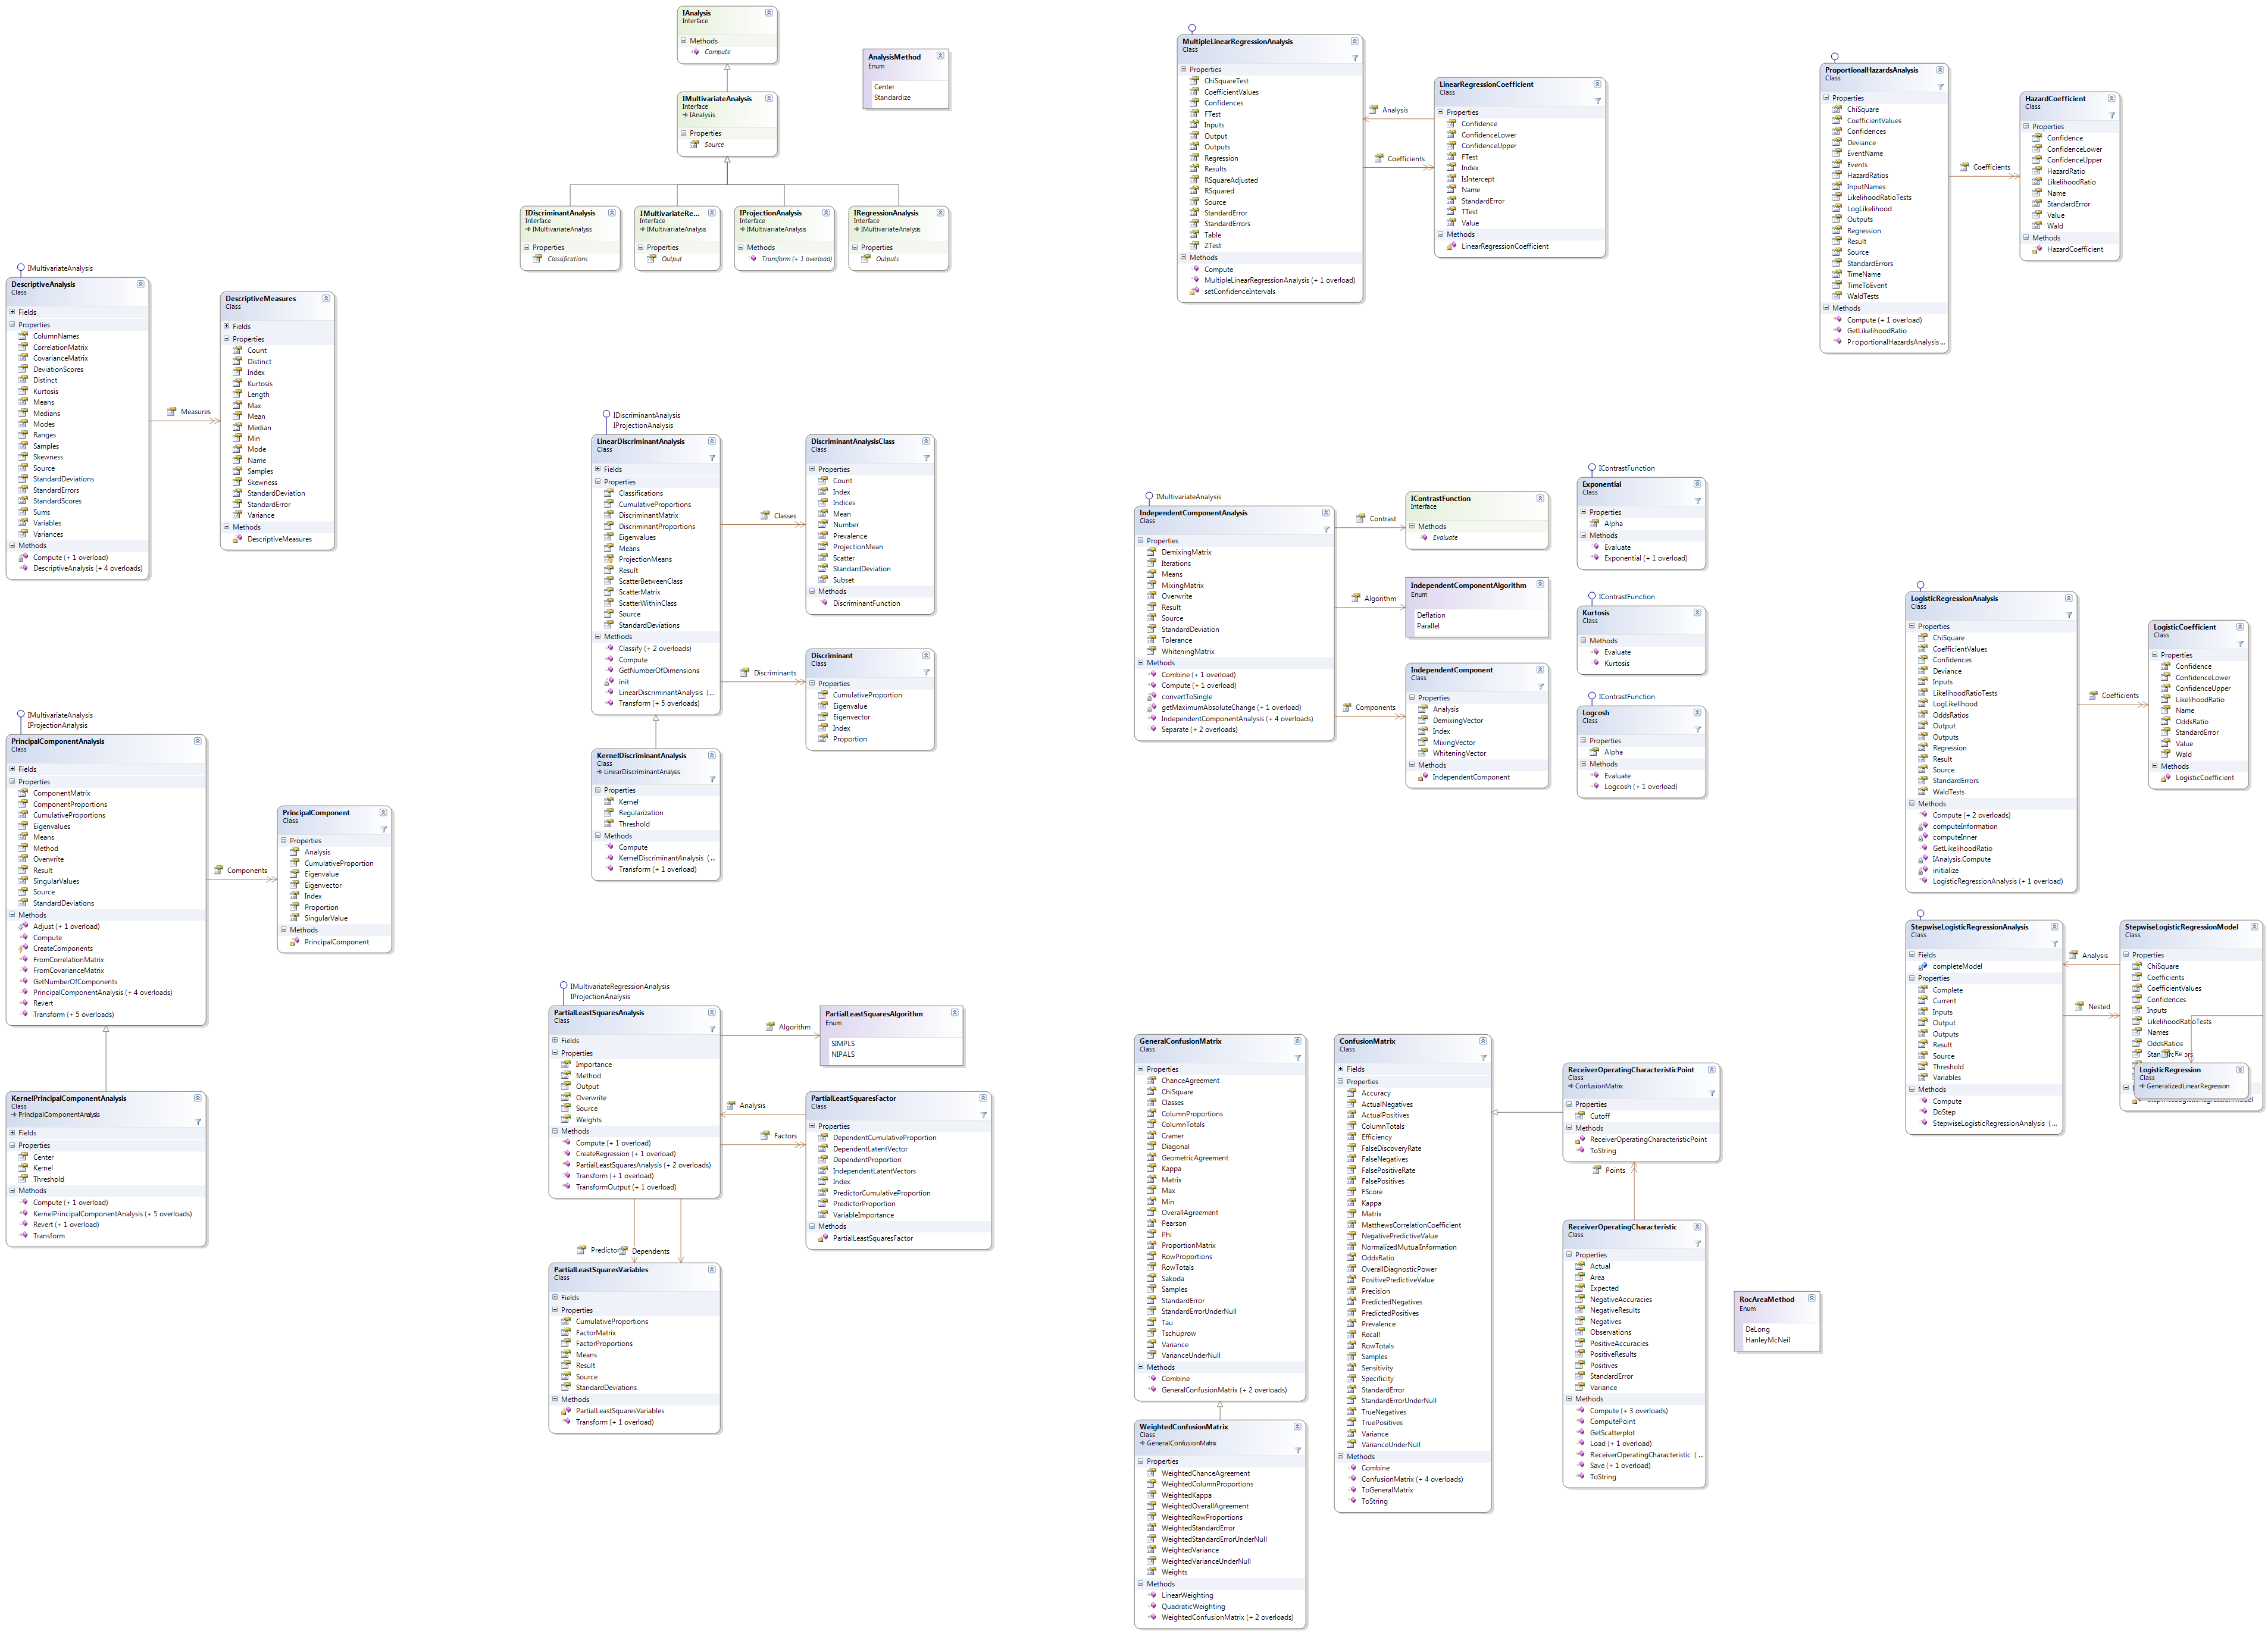 IAnalysis
Interface
Methods
Compute
AnalysisMethod
Enum
Center
Standardize
IMultivariateAnalysis
Interface
IAnalysis
Properties
Source
IDiscriminantAnalysis
Interface
IMultivariateAnalysis
Properties
Classifications
IMultivariateRe...
Interface
IMultivariateAnalysis
Properties
Output
IProjectionAnalysis
Interface
IMultivariateAnalysis
Methods
Transform (+ 1 overload)
IRegressionAnalysis
Interface
IMultivariateAnalysis
Properties
Outputs
MultipleLinearRegressionAnalysis
Class
Properties
ChiSquareTest
CoefficientValues
Confidences
FTest
Inputs
Output
Outputs
Regression
Results
RSquareAdjusted
RSquared
Source
StandardError
StandardErrors
Table
ZTest
Methods
Compute
MultipleLinearRegressionAnalysis (+ 1 overload)
setConfidenceIntervals
Analysis
Coefficients
LinearRegressionCoefficient
Class
Properties
Confidence
ConfidenceLower
ConfidenceUpper
FTest
Index
IsIntercept
Name
StandardError
TTest
Value
Methods
LinearRegressionCoefficient
ProportionalHazardsAnalysis
Class
Properties
ChiSquare
CoefficientValues
Confidences
Deviance
EventName
Events
HazardRatios
InputNames
LikelihoodRatioTests
LogLikelihood
Outputs
Regression
Result
Source
StandardErrors
TimeName
TimeToEvent
WaldTests
Methods
Compute (+ 1 overload)
GetLikelihoodRatio
ProportionalHazardsAnalysis ...
Coefficients
HazardCoefficient
Class
Properties
Confidence
ConfidenceLower
ConfidenceUpper
HazardRatio
LikelihoodRatio
Name
StandardError
Value
Wald
Methods
HazardCoefficient
IMultivariateAnalysis
DescriptiveAnalysis
Class
Fields
Properties
ColumnNames
CorrelationMatrix
CovarianceMatrix
DeviationScores
Distinct
Kurtosis
Means
Medians
Modes
Ranges
Samples
Skewness
Source
StandardDeviations
StandardErrors
StandardScores
Sums
Variables
Variances
Methods
Compute (+ 1 overload)
DescriptiveAnalysis (+ 4 overloads)
Measures
DescriptiveMeasures
Class
Fields
Properties
Count
Distinct
Index
Kurtosis
Length
Max
Mean
Median
Min
Mode
Name
Samples
Skewness
StandardDeviation
StandardError
Variance
Methods
DescriptiveMeasures
IDiscriminantAnalysis
IProjectionAnalysis
LinearDiscriminantAnalysis
Class
Fields
Properties
Classifications
CumulativeProportions
DiscriminantMatrix
DiscriminantProportions
Eigenvalues
Means
ProjectionMeans
Result
ScatterBetweenClass
ScatterMatrix
ScatterWithinClass
Source
StandardDeviations
Methods
Classify (+ 2 overloads)
Compute
GetNumberOfDimensions
init
LinearDiscriminantAnalysis (...
Transform (+ 5 overloads)
Classes
Discriminants
DiscriminantAnalysisClass
Class
Properties
Count
Index
Indices
Mean
Number
Prevalence
ProjectionMean
Scatter
StandardDeviation
Subset
Methods
DiscriminantFunction
Discriminant
Class
Properties
CumulativeProportion
Eigenvalue
Eigenvector
Index
Proportion
KernelDiscriminantAnalysis
Class
LinearDiscriminantAnalysis
Properties
Kernel
Regularization
Threshold
Methods
Compute
KernelDiscriminantAnalysis (...
Transform (+ 1 overload)
IMultivariateAnalysis
IndependentComponentAnalysis
Class
Properties
DemixingMatrix
Iterations
Means
MixingMatrix
Overwrite
Result
Source
StandardDeviation
Tolerance
WhiteningMatrix
Methods
Combine (+ 1 overload)
Compute (+ 1 overload)
convertToSingle
getMaximumAbsoluteChange (+ 1 overload)
IndependentComponentAnalysis (+ 4 overloads)
Separate (+ 2 overloads)
Contrast
Algorithm
Components
IContrastFunction
Interface
Methods
Evaluate
IndependentComponentAlgorithm
Enum
Deflation
Parallel
IndependentComponent
Class
Properties
Analysis
DemixingVector
Index
MixingVector
WhiteningVector
Methods
IndependentComponent
IContrastFunction
Exponential
Class
Properties
Alpha
Methods
Evaluate
Exponential (+ 1 overload)
IContrastFunction
Kurtosis
Class
Methods
Evaluate
Kurtosis
IContrastFunction
Logcosh
Class
Properties
Alpha
Methods
Evaluate
Logcosh (+ 1 overload)
LogisticRegressionAnalysis
Class
Properties
ChiSquare
CoefficientValues
Confidences
Deviance
Inputs
LikelihoodRatioTests
LogLikelihood
OddsRatios
Output
Outputs
Regression
Result
Source
StandardErrors
WaldTests
Methods
Compute (+ 2 overloads)
computeInformation
computeInner
GetLikelihoodRatio
IAnalysis.Compute
initialize
LogisticRegressionAnalysis (+ 1 overload)
Coefficients
LogisticCoefficient
Class
Properties
Confidence
ConfidenceLower
ConfidenceUpper
LikelihoodRatio
Name
OddsRatio
StandardError
Value
Wald
Methods
LogisticCoefficient
IMultivariateAnalysis
IProjectionAnalysis
PrincipalComponentAnalysis
Class
Fields
Properties
ComponentMatrix
ComponentProportions
CumulativeProportions
Eigenvalues
Means
Method
Overwrite
Result
SingularValues
Source
StandardDeviations
Methods
Adjust (+ 1 overload)
Compute
CreateComponents
FromCorrelationMatrix
FromCovarianceMatrix
GetNumberOfComponents
PrincipalComponentAnalysis (+ 4 overloads)
Revert
Transform (+ 5 overloads)
Components
PrincipalComponent
Class
Properties
Analysis
CumulativeProportion
Eigenvalue
Eigenvector
Index
Proportion
SingularValue
Methods
PrincipalComponent
KernelPrincipalComponentAnalysis
Class
PrincipalComponentAnalysis
Fields
Properties
Center
Kernel
Threshold
Methods
Compute (+ 1 overload)
KernelPrincipalComponentAnalysis (+ 5 overloads)
Revert (+ 1 overload)
Transform
IMultivariateRegressionAnalysis
IProjectionAnalysis
PartialLeastSquaresAnalysis
Class
Fields
Properties
Importance
Method
Output
Overwrite
Source
Weights
Methods
Compute (+ 1 overload)
CreateRegression (+ 1 overload)
PartialLeastSquaresAnalysis (+ 2 overloads)
Transform (+ 1 overload)
TransformOutput (+ 1 overload)
Algorithm
Analysis
Factors
Predictor
Dependents
PartialLeastSquaresAlgorithm
Enum
SIMPLS
NIPALS
PartialLeastSquaresFactor
Class
Properties
DependentCumulativeProportion
DependentLatentVector
DependentProportion
IndependentLatentVectors
Index
PredictorCumulativeProportion
PredictorProportion
VariableImportance
Methods
PartialLeastSquaresFactor
PartialLeastSquaresVariables
Class
Fields
Properties
CumulativeProportions
FactorMatrix
FactorProportions
Means
Result
Source
StandardDeviations
Methods
PartialLeastSquaresVariables
Transform (+ 1 overload)
GeneralConfusionMatrix
Class
Properties
ChanceAgreement
ChiSquare
Classes
ColumnProportions
ColumnTotals
Cramer
Diagonal
GeometricAgreement
Kappa
Matrix
Max
Min
OverallAgreement
Pearson
Phi
ProportionMatrix
RowProportions
RowTotals
Sakoda
Samples
StandardError
StandardErrorUnderNull
Tau
Tschuprow
Variance
VarianceUnderNull
Methods
Combine
GeneralConfusionMatrix (+ 2 overloads)
WeightedConfusionMatrix
Class
GeneralConfusionMatrix
Properties
WeightedChanceAgreement
WeightedColumnProportions
WeightedKappa
WeightedOverallAgreement
WeightedRowProportions
WeightedStandardError
WeightedStandardErrorUnderNull
WeightedVariance
WeightedVarianceUnderNull
Weights
Methods
LinearWeighting
QuadraticWeighting
WeightedConfusionMatrix (+ 2 overloads)
ConfusionMatrix
Class
Fields
Properties
Accuracy
ActualNegatives
ActualPositives
ColumnTotals
Efficiency
FalseDiscoveryRate
FalseNegatives
FalsePositiveRate
FalsePositives
FScore
Kappa
Matrix
MatthewsCorrelationCoefficient
NegativePredictiveValue
NormalizedMutualInformation
OddsRatio
OverallDiagnosticPower
PositivePredictiveValue
Precision
PredictedNegatives
PredictedPositives
Prevalence
Recall
RowTotals
Samples
Sensitivity
Specificity
StandardError
StandardErrorUnderNull
TrueNegatives
TruePositives
Variance
VarianceUnderNull
Methods
Combine
ConfusionMatrix (+ 4 overloads)
ToGeneralMatrix
ToString
ReceiverOperatingCharacteristicPoint
Class
ConfusionMatrix
Properties
Cutoff
Methods
ReceiverOperatingCharacteristicPoint
ToString
Points
ReceiverOperatingCharacteristic
Class
Properties
Actual
Area
Expected
NegativeAccuracies
NegativeResults
Negatives
Observations
PositiveAccuracies
PositiveResults
Positives
StandardError
Variance
Methods
Compute (+ 3 overloads)
ComputePoint
GetScatterplot
Load (+ 1 overload)
ReceiverOperatingCharacteristic (...
Save (+ 1 overload)
ToString
RocAreaMethod
Enum
DeLong
HanleyMcNeil
StepwiseLogisticRegressionAnalysis
Class
Fields
completeModel
Properties
Complete
Current
Inputs
Output
Outputs
Result
Source
Threshold
Variables
Methods
Compute
DoStep
StepwiseLogisticRegressionAnalysis (...
Analysis
Nested
StepwiseLogisticRegressionModel
Class
Properties
ChiSquare
Coefficients
CoefficientValues
Confidences
Inputs
LikelihoodRatioTests
Names
OddsRatios
LogisticRegression
Class
GeneralizedLinearRegression